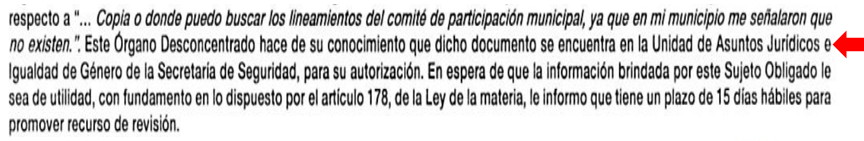 respecto a "... Copia o donde puedo buscar los lineamientos del comité de participación municipal, ya que en mi municipio me señalaron que
no existen.". Este Órgano Desconcentrado hace de su conocimiento que dicho documento se encuentra en la Unidad de Asuntos Jurídicos e
Igualdad de Género de la Secretaría de Seguridad, para su autorización. En espera de que la información brindada por este Sujeto Obligado le
sea de utilidad, con fundamento en lo dispuesto por el artículo 178, de la Ley de la materia, le informo que tiene un plazo de 15 días hábiles para
promover recurso de revisión.